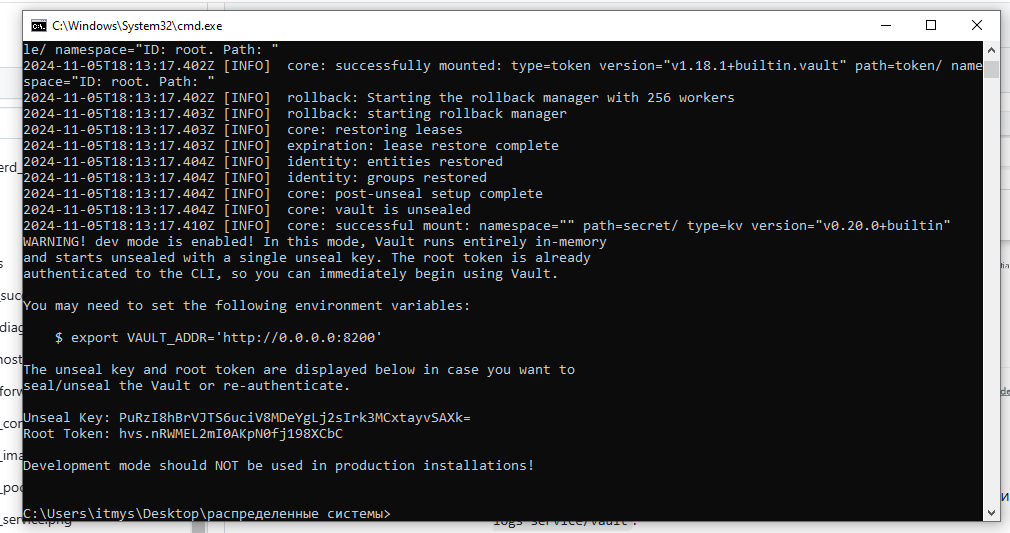 C:\Windows\System32\cmd.exe
le/ namespace="ID: root. Path: "
2024-11-05T18:13:17.402Z [INFO]  core: successfully mounted: type=token version="v1.18.1+builtin.vault" path=token/ name
space="ID: root. Path: "
2024-11-05T18:13:17.402Z [INFO]  rollback: Starting the rollback manager with 256 workers
2024-11-05T18:13:17.403Z [INFO]  rollback: starting rollback manager
2024-11-05T18:13:17.403Z [INFO]  core: restoring leases
2024-11-05T18:13:17.403Z [INFO]  expiration: lease restore complete
2024-11-05T18:13:17.404Z [INFO]  identity: entities restored
2024-11-05T18:13:17.404Z [INFO]  identity: groups restored
2024-11-05T18:13:17.404Z [INFO]  core: post-unseal setup complete
2024-11-05T18:13:17.404Z [INFO]  core: vault is unsealed
2024-11-05T18:13:17.410Z [INFO]  core: successful mount: namespace="" path=secret/ type=kv version="v0.20.0+builtin"
WARNING! dev mode is enabled! In this mode, Vault runs entirely in-memory
and starts unsealed with a single unseal key. The root token is already
authenticated to the CLI, so you can immediately begin using Vault.
You may need to set the following environment variables:
$ export VAULT_ADDR='http://0.0.0.0:8200'
The unseal key and root token are displayed below in case you want to
seal/unseal the Vault or re-authenticate.
Unseal Key: PuRzI8hBrVJTS6uciV8MDeYgLj2sIrk3MCxtayvSAXk=
Root Token: hvs.nRWMEL2mI0AKpN0fj198XCbC
Development mode should NOT be used in production installations!
C:\Users\itmys\Desktop\распределенные системы>